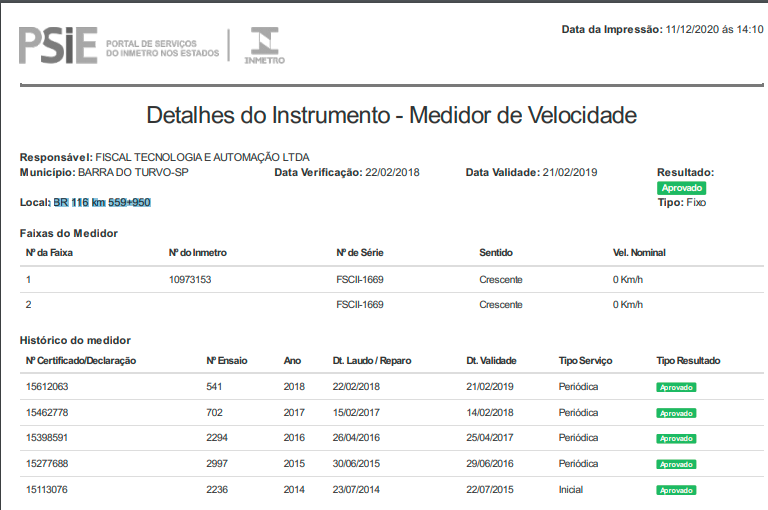 Data da Impressão: 11/12/2020 ás 14:10
PSiE PORTAL DE SERVIÇOS
DO INMETRO NOS ESTADOS
INMETRO
Detalhes do Instrumento - Medidor de Velocidade
Responsável: FISCAL TECNOLOGIA E AUTOMAÇÃO LTDA
Município: BARRA DO TURVO-SP Data Verificação: 22/02/2018 Data Validade: 21/02/2019 Resultado:
Aprovado
Local: BR 116 km 559+950 Tipo: Fixo
Faixas do Medidor
Nº da Faixa Nº do Inmetro Nº de Série Sentido Vel. Nominal
1 10973153 FSCII-1669 Crescente 0 Km/h
2 FSCII-1669 Crescente 0 Km/h
Histórico do medidor
Nº Certificado/Declaração Nº Ensaio Ano Dt. Laudo / Reparo Dt. Validade Tipo Serviço Tipo Resultado
15612063 541 2018 22/02/2018 21/02/2019 Periódica Aprovado
15462778 702 2017 15/02/2017 14/02/2018 Periódica Aprovado
15398591 2294 2016 26/04/2016 25/04/2017 Periódica Aprovado
15277688 2997 2015 30/06/2015 29/06/2016 Periódica Aprovado
15113076 2236 2014 23/07/2014 22/07/2015 Inicial Aprovado